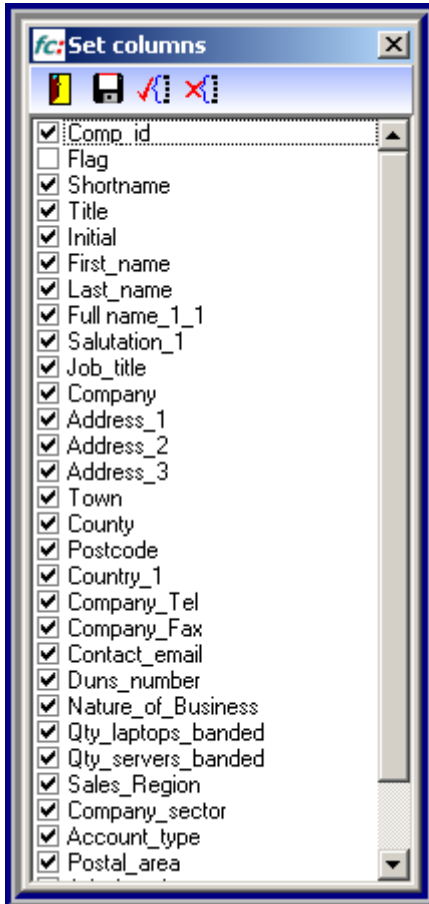 fc: Set columns
Comp_id
Flag
Shortname
Title
Initial
First_name
Last_name
Full name_1_1
Salutation_1
Job_title
Company
Address_1
Address_2
Address_3
Town
County
Postcode
Country_1
Company_Tel
Company_Fax
Contact_email
Duns_number
Nature_of_Business
Qty_laptops_banded
Qty_servers_banded
Sales_Region
Company_sector
Account_type
Postal_area